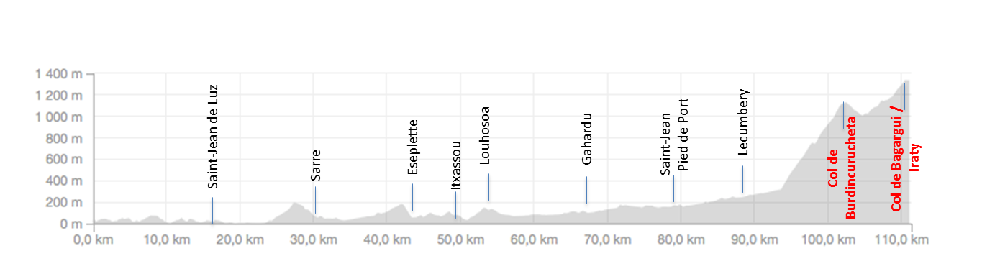 1 400 m
1 200 m
1 000 m
800 m
600 m
400 m
200 m
0 m
Saint-Jean de Luz
Sarre
Eseplette
Itxassou
Louhosoa
Gahardu
Saint-Jean
Pied de Port
Lecumbery
Col de
Burdincurucheta
Col de Bagargui /
Iraty
0,0 km
10,0 km
20,0 km
30,0 km
40,0 km
50,0 km
60,0 km
70,0 km
80,0 km
90,0 km
100,0 km
110,0 km